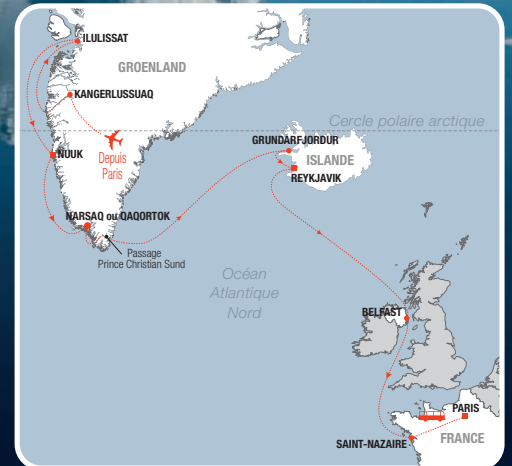 ILULISSAT
GROENLAND
KANGERLUSSUAQ
Cercle polaire arctique
Depuis
Paris
GRUNDARFJORDUR
NUUK
ISLANDE
REYKJAVIK
NARSAQ ou QAQORTOK
Passage
Prince Christian Sund
Océan
Atlantique
Nord
BELFAST
PARIS
SAINT-NAZAIRE
FRANCE